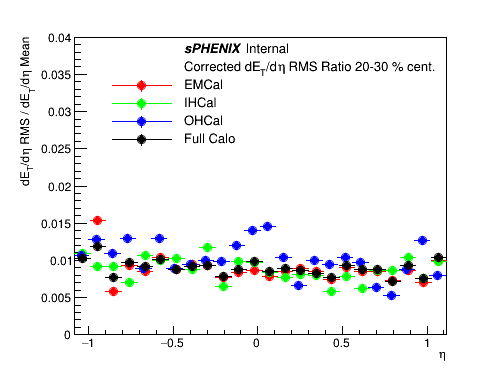 sPHENIX Internal
Corrected dE_T/dη RMS Ratio 20-30 % cent.
EMCal
IHCal
OHCal
Full Calo
dE_T/dη RMS / dE_T/dη Mean
0.04
0.035
0.03
0.025
0.02
0.015
0.01
0.005
0
−1
−0.5
0
0.5
1
η